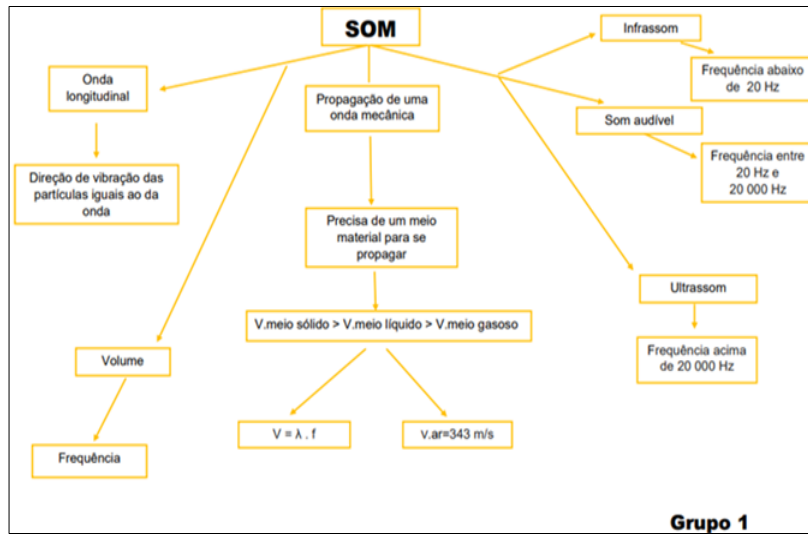 SOM
Onda
longitudinal
Direção de vibração das
partículas iguais ao da
onda
Volume
Frequência
Propagação de uma
onda mecânica
Precisa de um meio
material para se
propagar
V.meio sólido > V.meio líquido > V.meio gasoso
V = λ . f
v.ar=343 m/s
Infrassom
Frequência abaixo
de 20 Hz
Som audível
Frequência entre
20 Hz e
20 000 Hz
Ultrassom
Frequência acima
de 20 000 Hz
Grupo 1